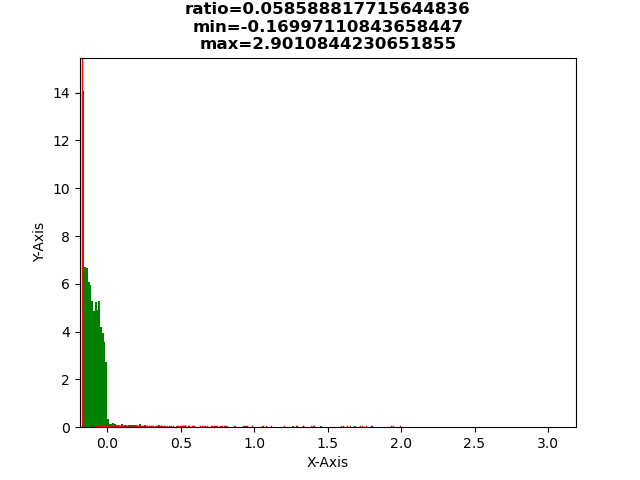 ratio=0.058588817715644836
min=-0.16997110843658447
max=2.9010844230651855
14
12
10
8
6
4
2
0
Y-Axis
0.0 0.5 1.0 1.5 2.0 2.5 3.0
X-Axis